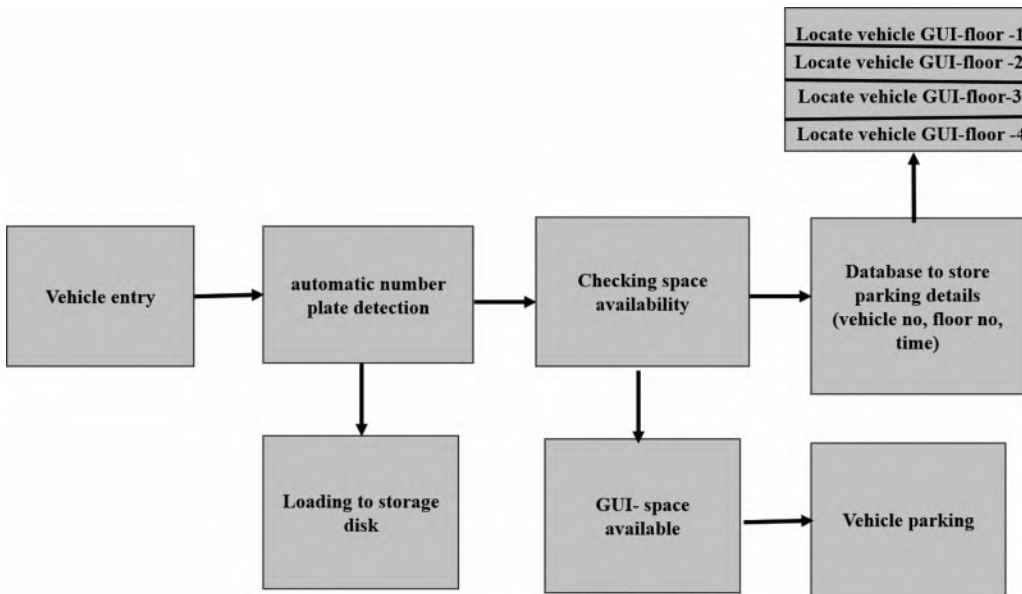 Locate vehicle GUI-floor -1
Locate vehicle GUI-floor -2
Locate vehicle GUI-floor-3
Locate vehicle GUI-floor -4
Vehicle entry
automatic number
plate detection
Checking space
availability
Database to store
parking details
(vehicle no, floor no,
time)
Loading to storage
disk
GUI- space
available
Vehicle parking